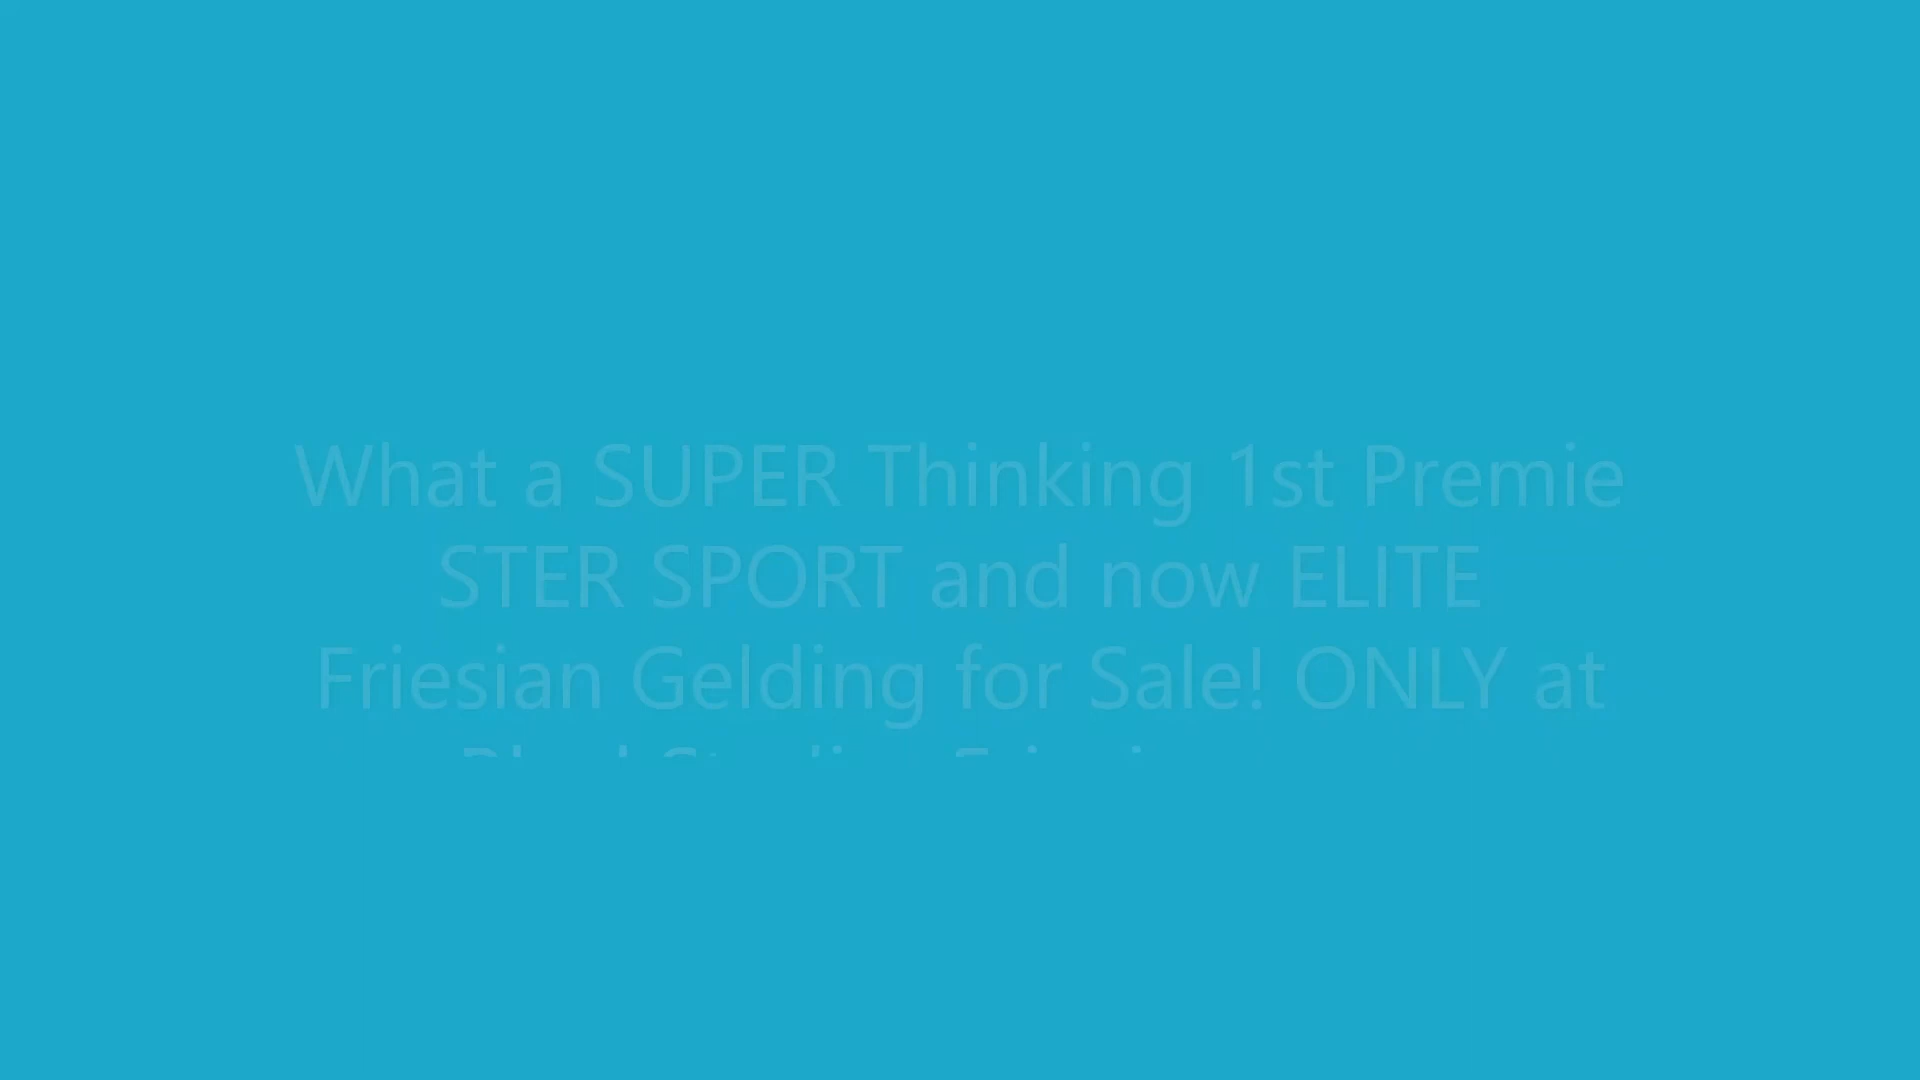 What a SUPER Thinking 1st Premie
STER SPORT and now ELITE
Friesian Gelding for Sale! ONLY at